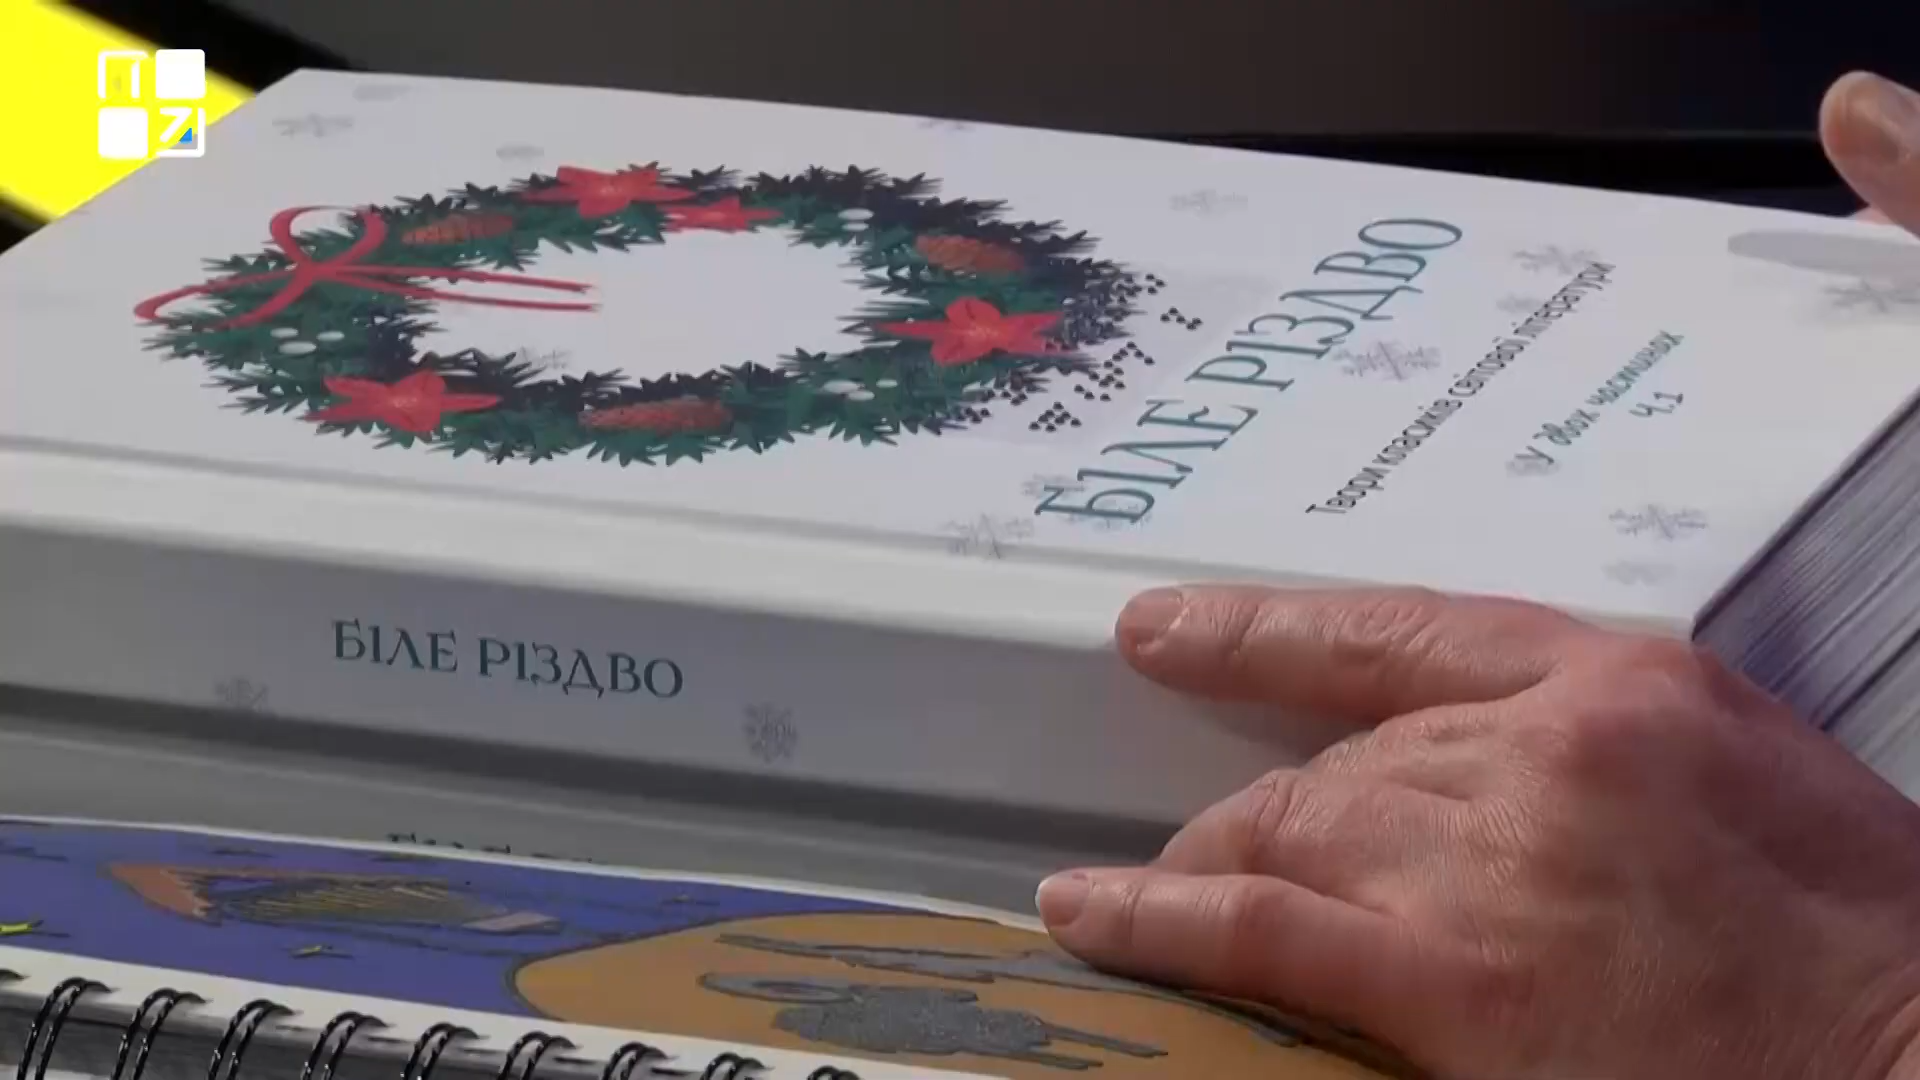 БІЛЕ РІЗДВО
Твори класиків світової літератури
У двох частинах
Ч.1
БІЛЕ РІЗДВО